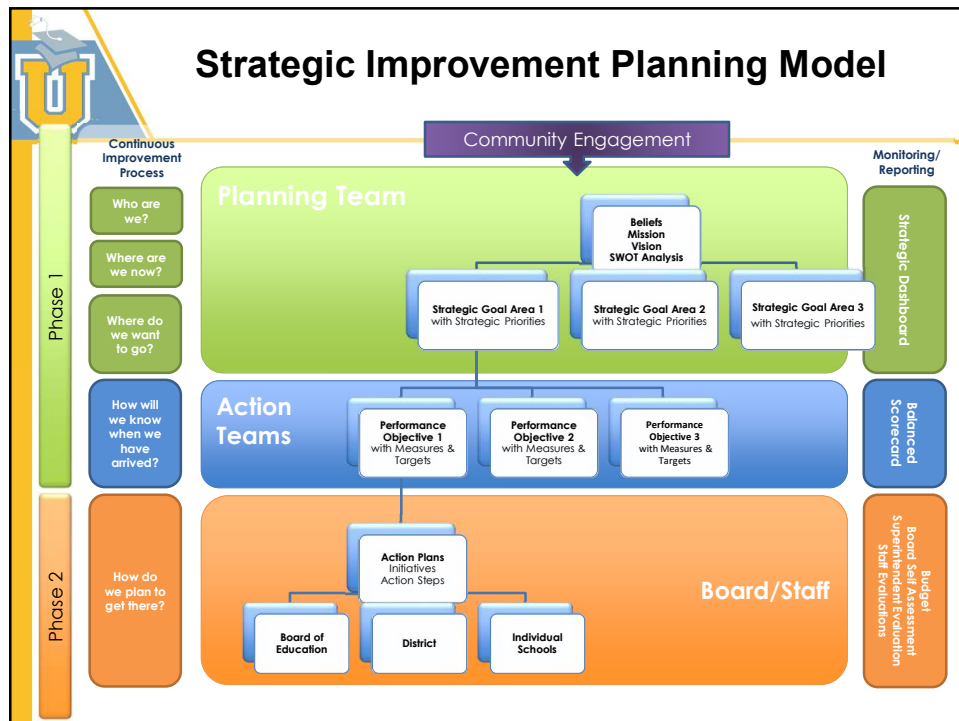 U
Strategic Improvement Planning Model
Community Engagement
Continuous
Improvement
Process
Monitoring/
Reporting
Phase 1
Who are
we?
Where are
we now?
Where do
we want
to go?
Planning Team
Beliefs
Mission
Vision
SWOT Analysis
Strategic Goal Area 1
with Strategic Priorities
Strategic Goal Area 2
with Strategic Priorities
Strategic Goal Area 3
with Strategic Priorities
Strategic Dashboard
How will
we know
when we
have
arrived?
Action
Teams
Performance
Objective 1
with Measures &
Targets
Performance
Objective 2
with Measures &
Targets
Performance
Objective 3
with Measures &
Targets
Balanced
Scorecard
Phase 2
How do
we plan to
get there?
Action Plans
Initiatives
Action Steps
Board/Staff
Board of
Education
District
Individual
Schools
Budget
Board Self Assessment
Superintendent Evaluation
Staff Evaluations